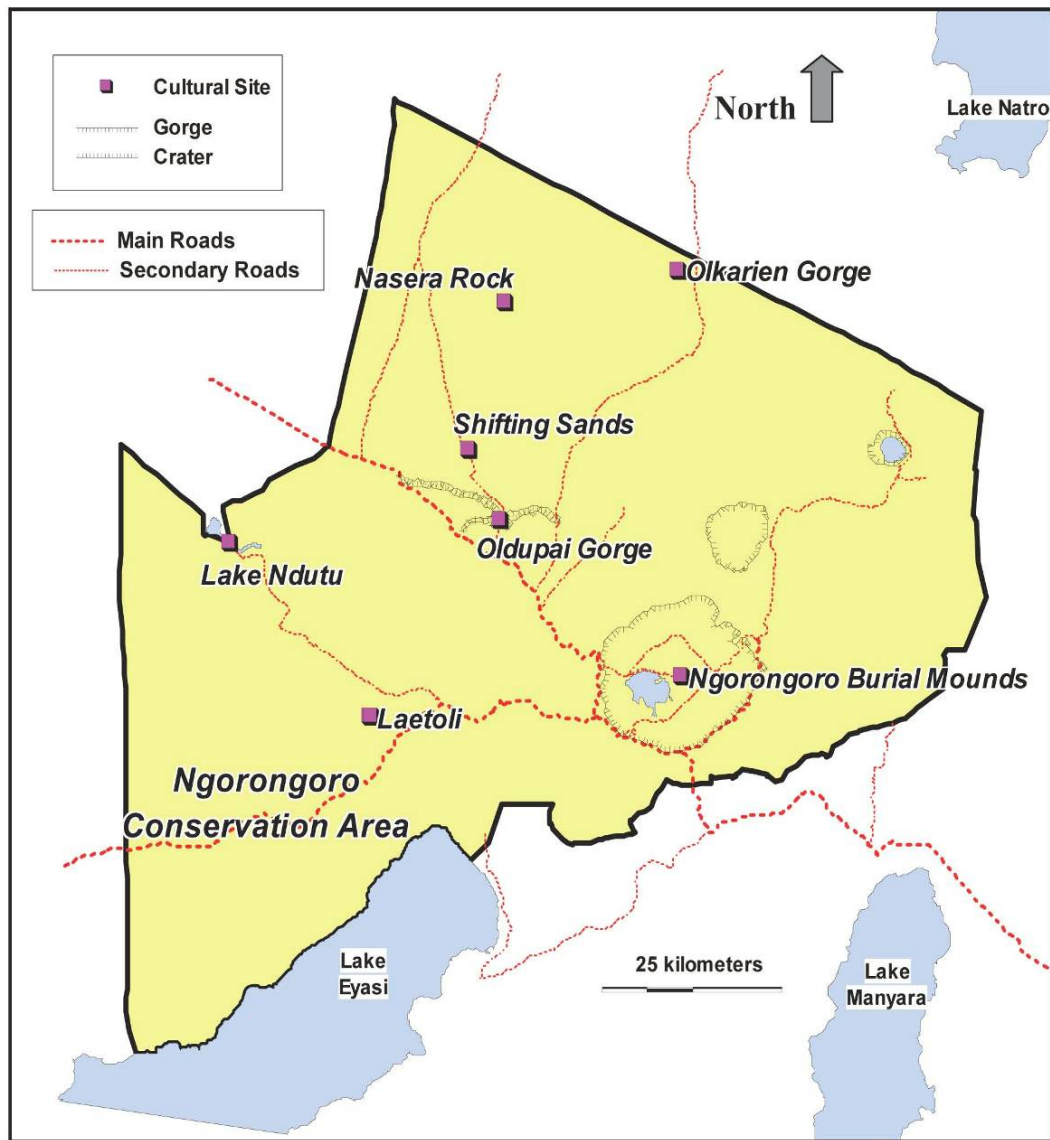 Cultural Site
Gorge
Crater
Main Roads
Secondary Roads
North
Lake Natro
Nasera Rock
Olkarien Gorge
Shifting Sands
Oldupai Gorge
Lake Ndutu
Ngorongoro Burial Mounds
Laetoli
Ngorongoro
Conservation Area
Lake
Eyasi
25 kilometers
Lake
Manyara